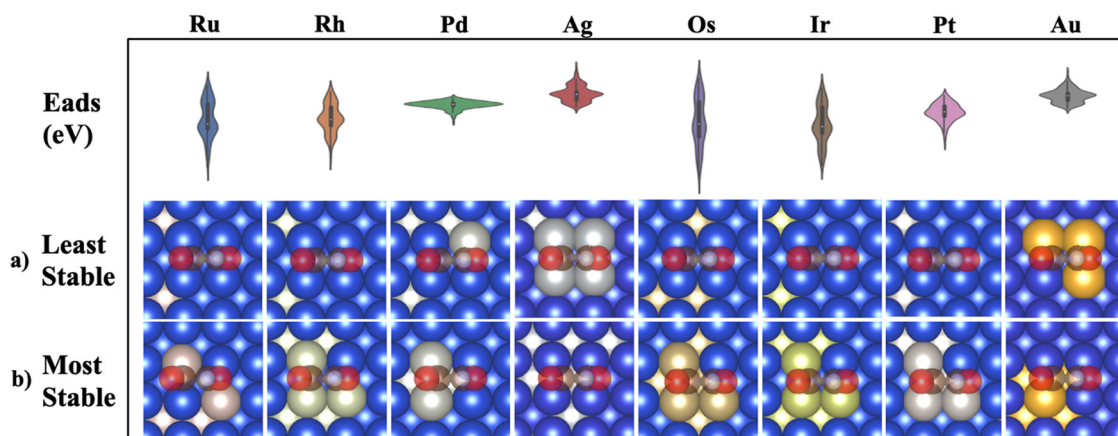 Ru Rh Pd Ag Os Ir Pt Au
Eads
(eV)
a) Least
Stable
b) Most
Stable